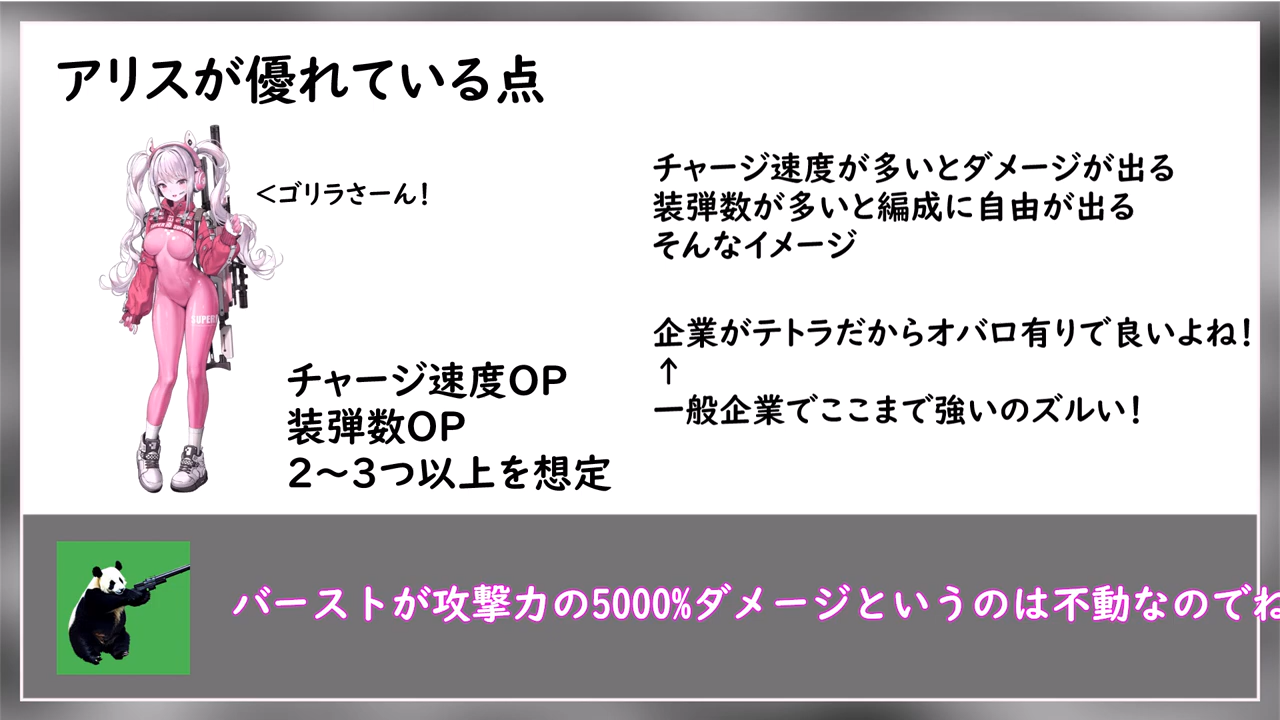 アリスが優れている点
<ゴリラさーん!
チャージ速度が多いとダメージが出る
装弾数が多いと編成に自由が出る
そんなイメージ
企業がテトラだからオバロ有りで良いよね!
↑
一般企業でここまで強いのズルい!
SUPER
チャージ速度OP
装弾数OP
2~3つ以上を想定
バーストが攻撃力の5000%ダメージというのは不動なのでね